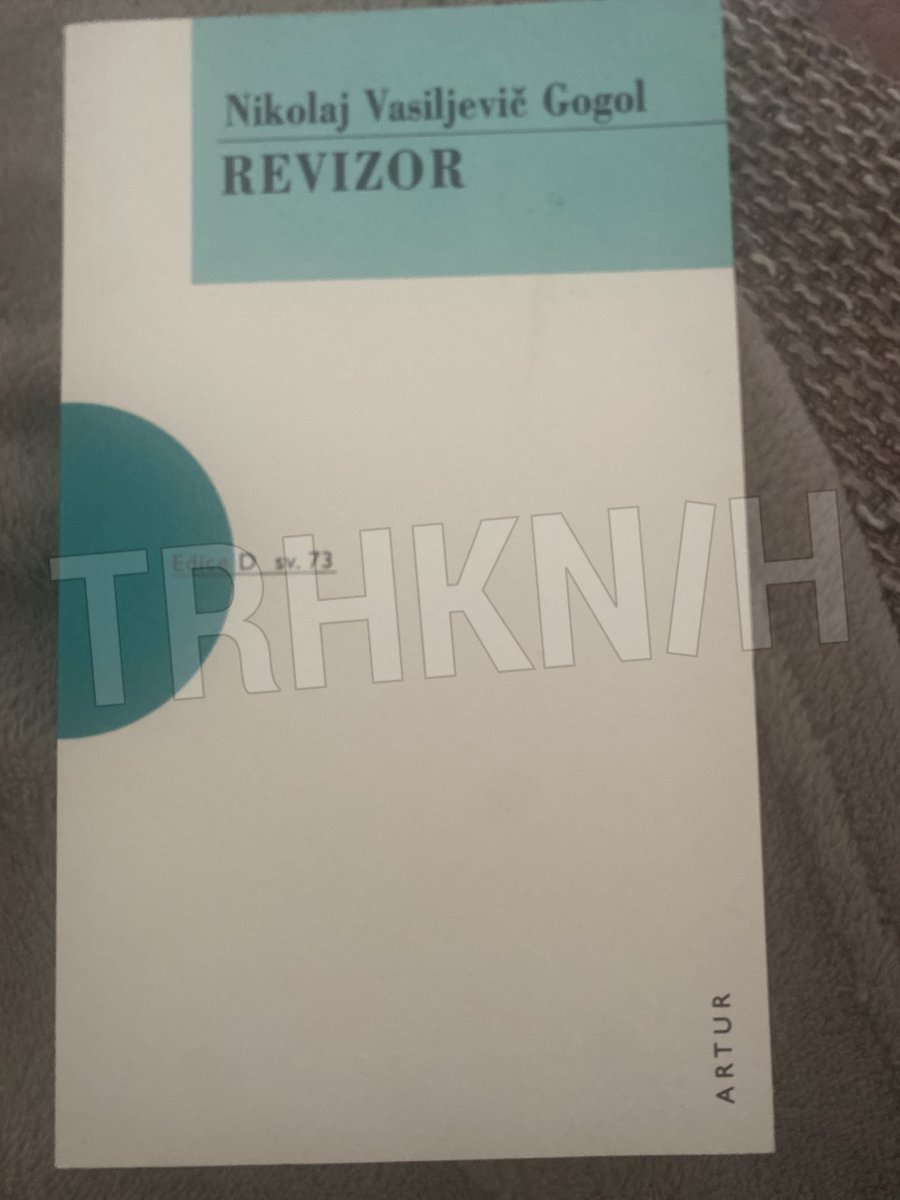 Nikolaj Vasiljevič Gogol
REVIZOR
Edice D sv. 73
TRHKNIH
ARTUR